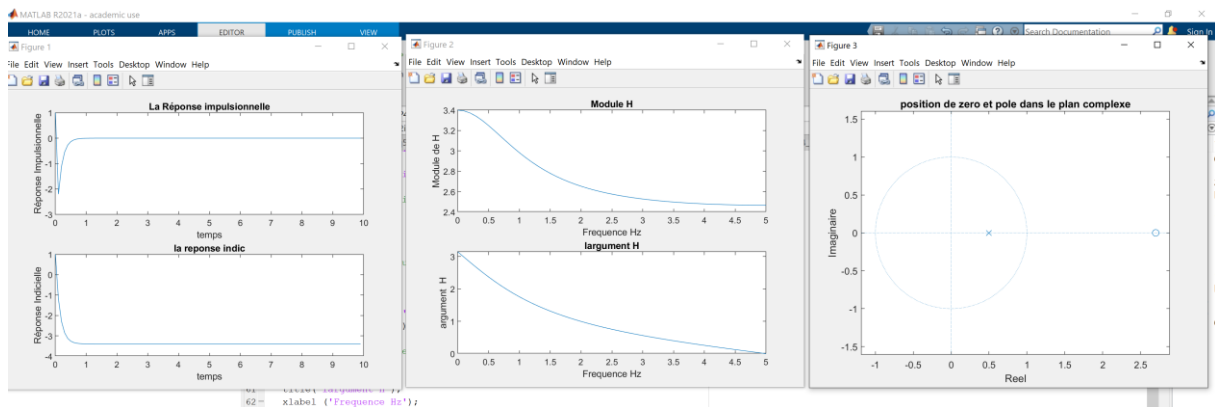 MATLAB R2021a - academic use
HOME PLOTS APPS EDITOR PUBLISH VIEW
Search Documentation
Sign In
Figure 1
File Edit View Insert Tools Desktop Window Help
La Réponse impulsionnelle
Réponse Impulsionnelle
1
0
-1
-2
-3
0 1 2 3 4 5 6 7 8 9 10
temps
la reponse indic
Réponse Indicielle
1
0
-1
-2
-3
-4
0 1 2 3 4 5 6 7 8 9 10
temps
Figure 2
File Edit View Insert Tools Desktop Window Help
Module H
Module de H
3.4
3.2
3
2.8
2.6
2.4
0 0.5 1 1.5 2 2.5 3 3.5 4 4.5 5
Frequence Hz
largument H
argument H
3
2
1
0
0 0.5 1 1.5 2 2.5 3 3.5 4 4.5 5
Frequence Hz
Figure 3
File Edit View Insert Tools Desktop Window Help
position de zero et pole dans le plan complexe
Imaginaire
1.5
1
0.5
0
-0.5
-1
-1.5
-1 -0.5 0 0.5 1 1.5 2 2.5
Reel
62 xlabel ('Frequence Hz');